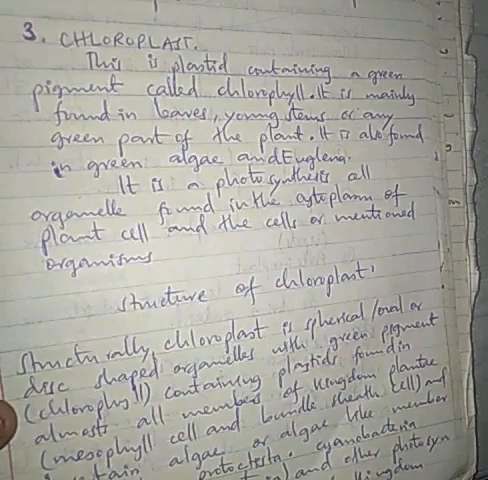 3. CHLOROPLAST.
This is plastid containing a green
pigment called chlorophyll. It is mainly
found in leaves, young stems or any
green part of the plant. It is also found
in green algae and Euglena.
It is a photosynthesis cell
organelle found in the cytoplasm of
plant cell and the cells of mentioned
organisms
Structure of chloroplast.
Structurally, chloroplast is spherical / oval or
disc shaped organelles with green pigment
(chlorophyll) containing plastids found in
almost all members of kingdom plantae
(mesophyll cell and bundle sheath cell) and
algae or algae like member
protoctista, cyanobacteria
and other photosyn
kingdom